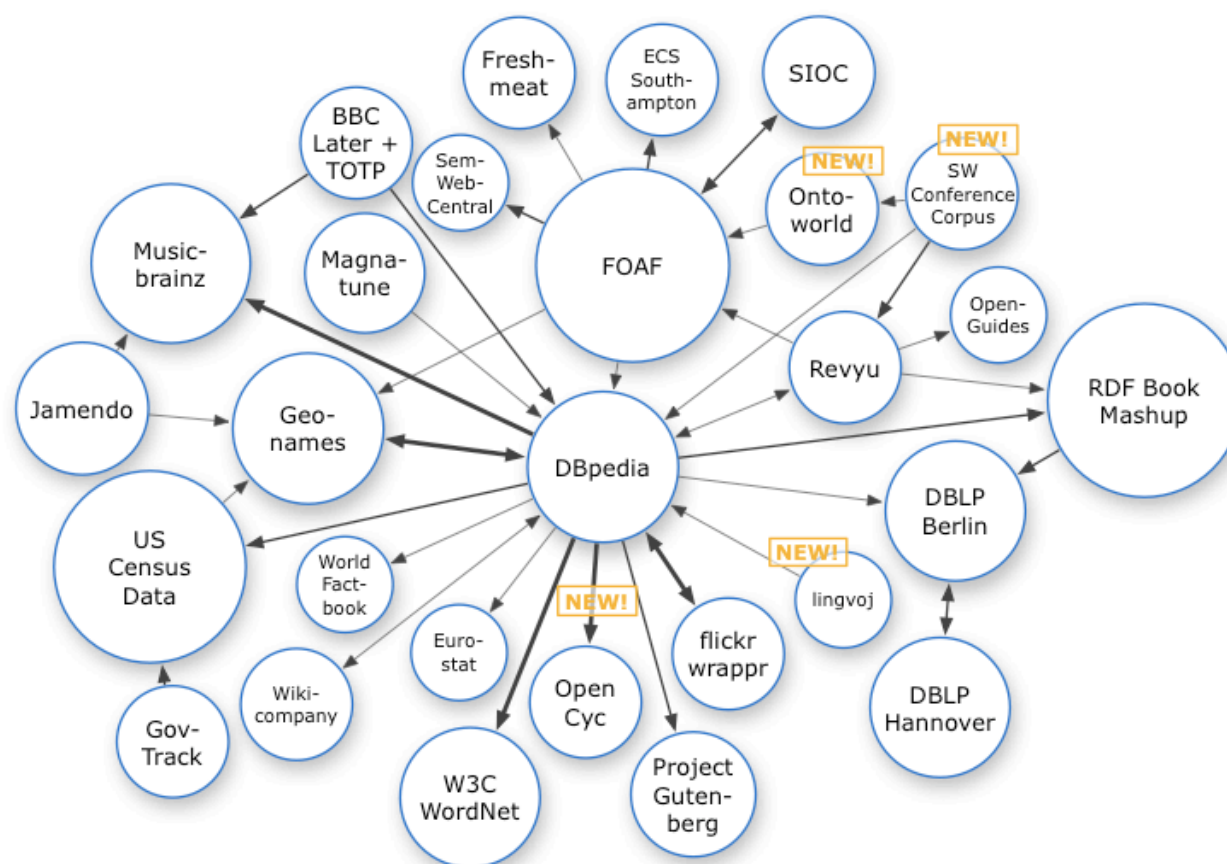 Fresh-
meat
ECS
South-
ampton
SIOC
BBC
Later +
TOTP
Sem-
Web-
Central
NEW!
Onto-
world
NEW!
SW
Conference
Corpus
Music-
brainz
Magna-
tune
FOAF
Open-
Guides
Revyu
RDF Book
Mashup
Jamendo
Geo-
names
DBpedia
DBLP
Berlin
US
Census
Data
World
Fact-
book
NEW!
NEW!
lingvoj
Euro-
stat
flickr
wrappr
Wiki-
company
Open
Cyc
DBLP
Hannover
Gov-
Track
W3C
WordNet
Project
Guten-
berg